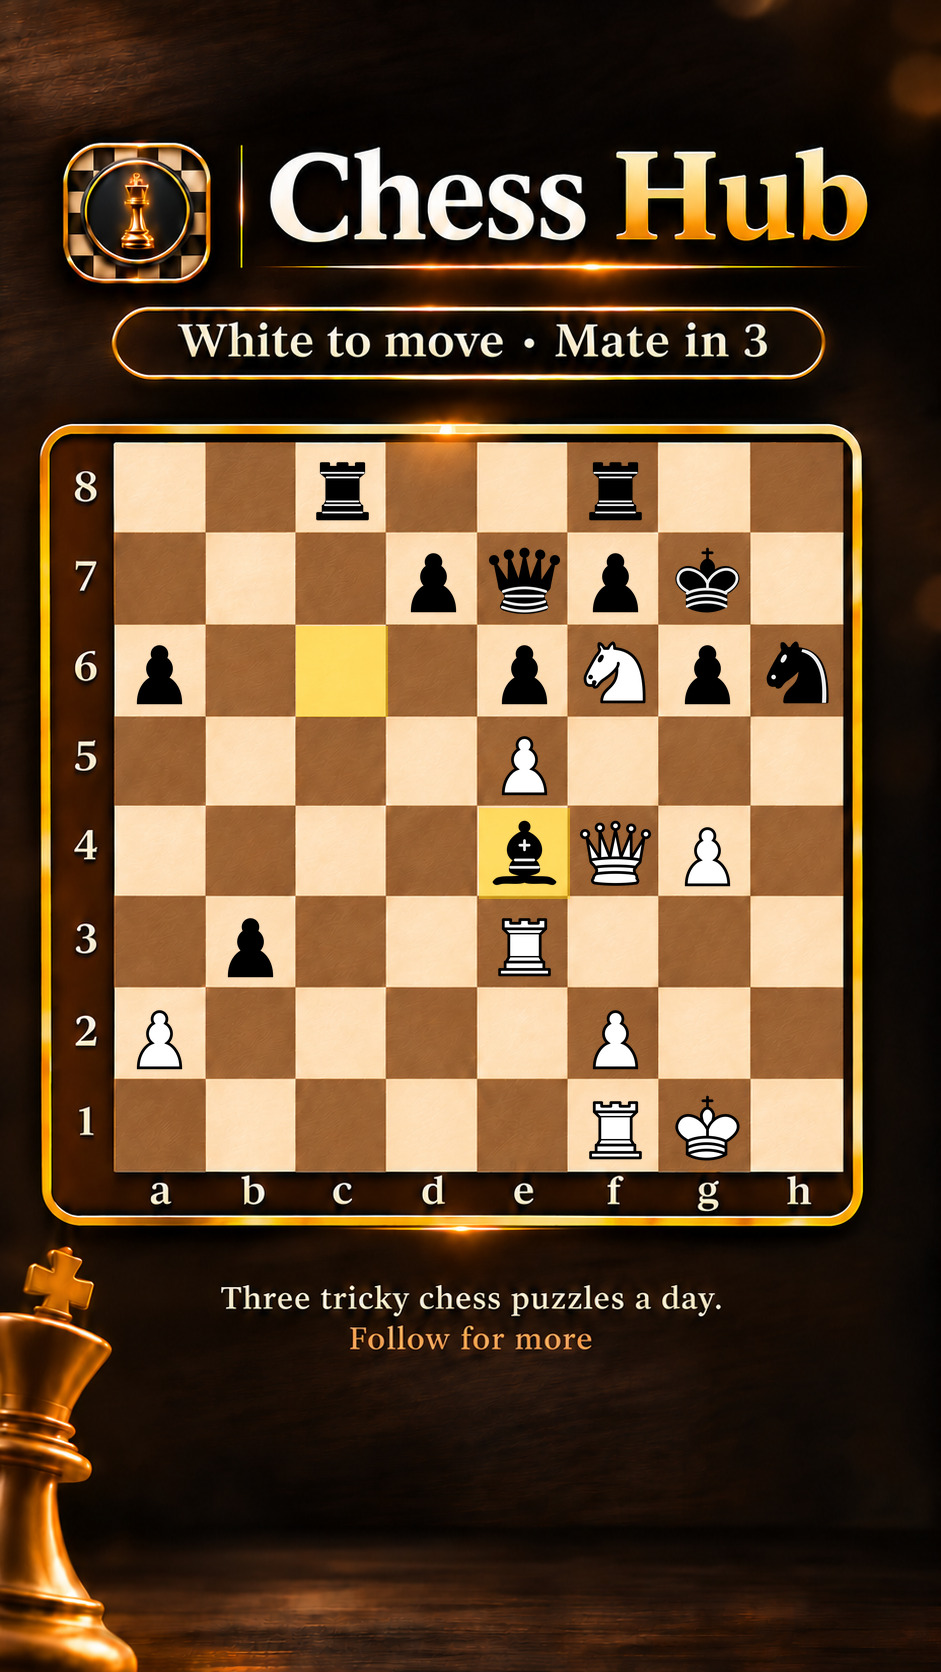 Chess Hub
White to move • Mate in 3
8
7
6
5
4
3
2
1
a b c d e f g h
Three tricky chess puzzles a day.
Follow for more